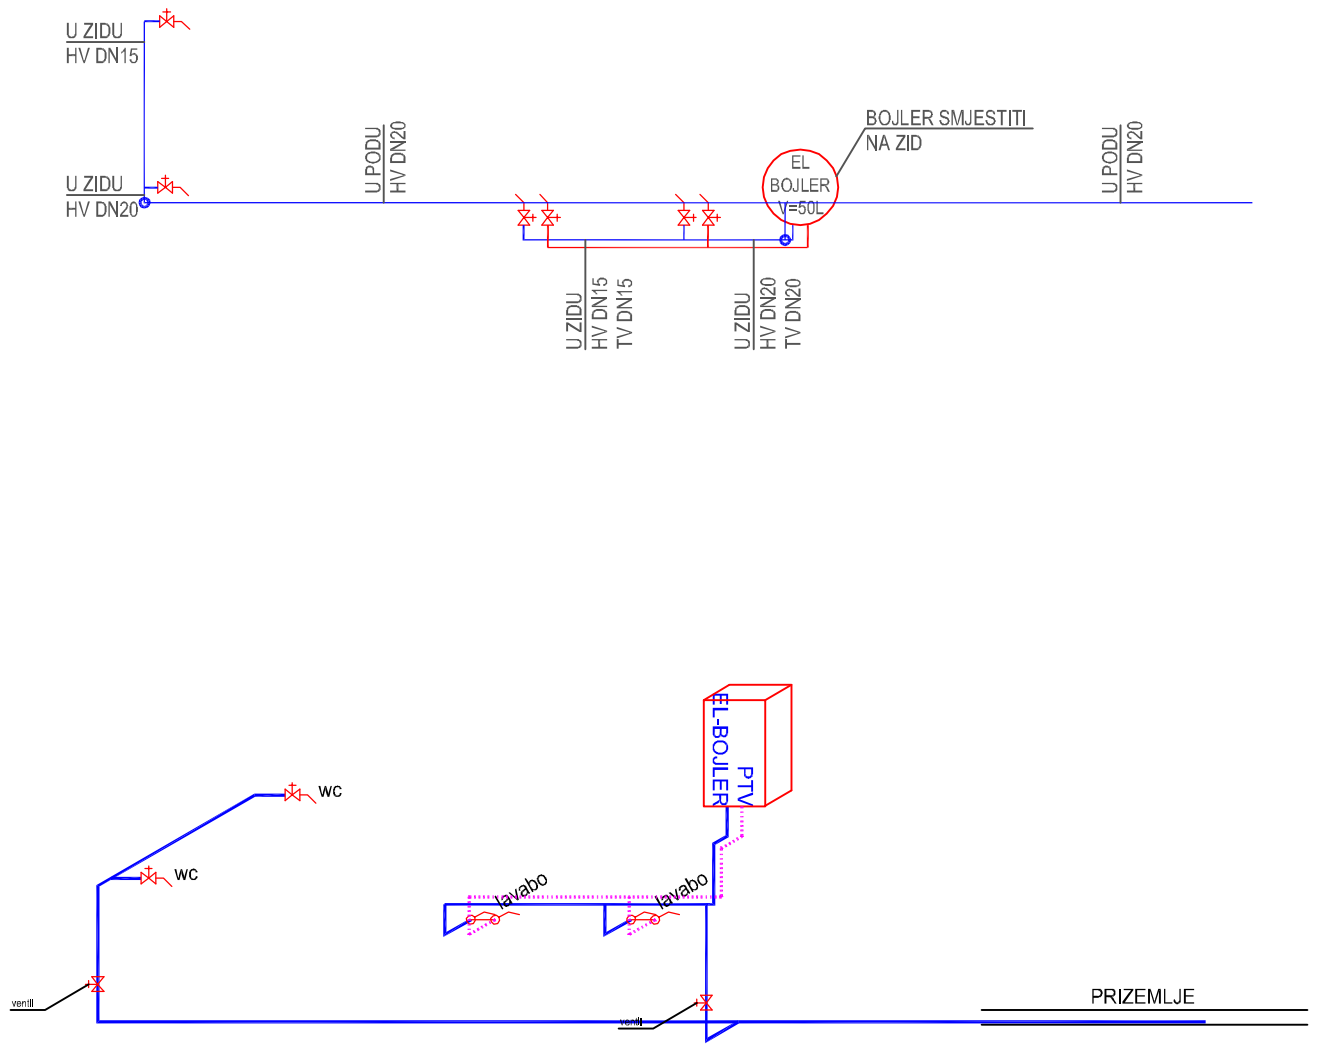 U ZIDU
HV DN15
U PODU
HV DN20
BOJLER SMJESTITI
NA ZID
U PODU
HV DN20
EL
BOJLER
V=50L
U ZIDU
HV DN20
U ZIDU
HV DN15
TV DN15
U ZIDU
HV DN20
TV DN20
EL-BOJLER
PTV
WC
WC
lavabo
lavabo
ventil
ventil
PRIZEMLJE